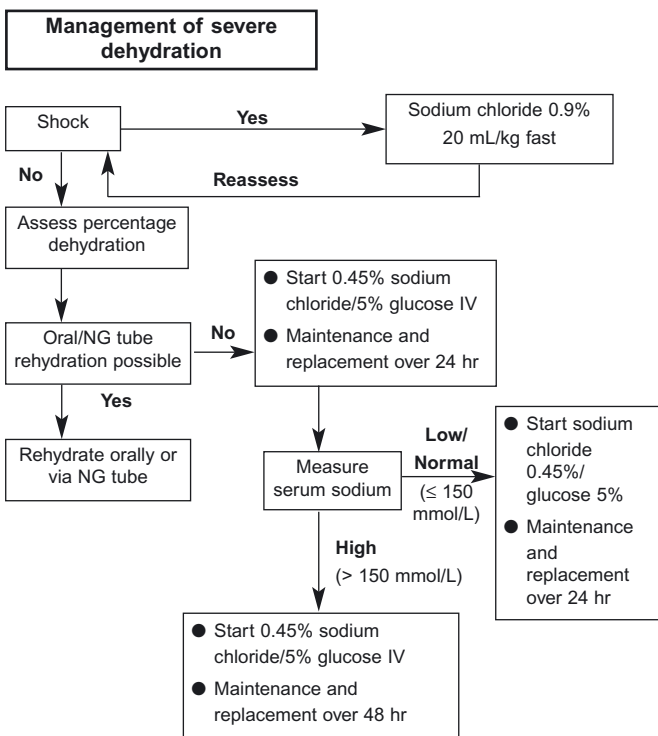 Management of severe
dehydration
Shock
Yes
Sodium chloride 0.9%
20 mL/kg fast
Reassess
No
Assess percentage
dehydration
Oral/NG tube
rehydration possible
No
● Start 0.45% sodium
chloride/5% glucose IV
● Maintenance and
replacement over 24 hr
Yes
Rehydrate orally or
via NG tube
Measure
serum sodium
Low/
Normal
(≤ 150
mmol/L)
● Start sodium
chloride
0.45%/
glucose 5%
● Maintenance
and
replacement
over 24 hr
High
(> 150 mmol/L)
● Start 0.45% sodium
chloride/5% glucose IV
● Maintenance and
replacement over 48 hr